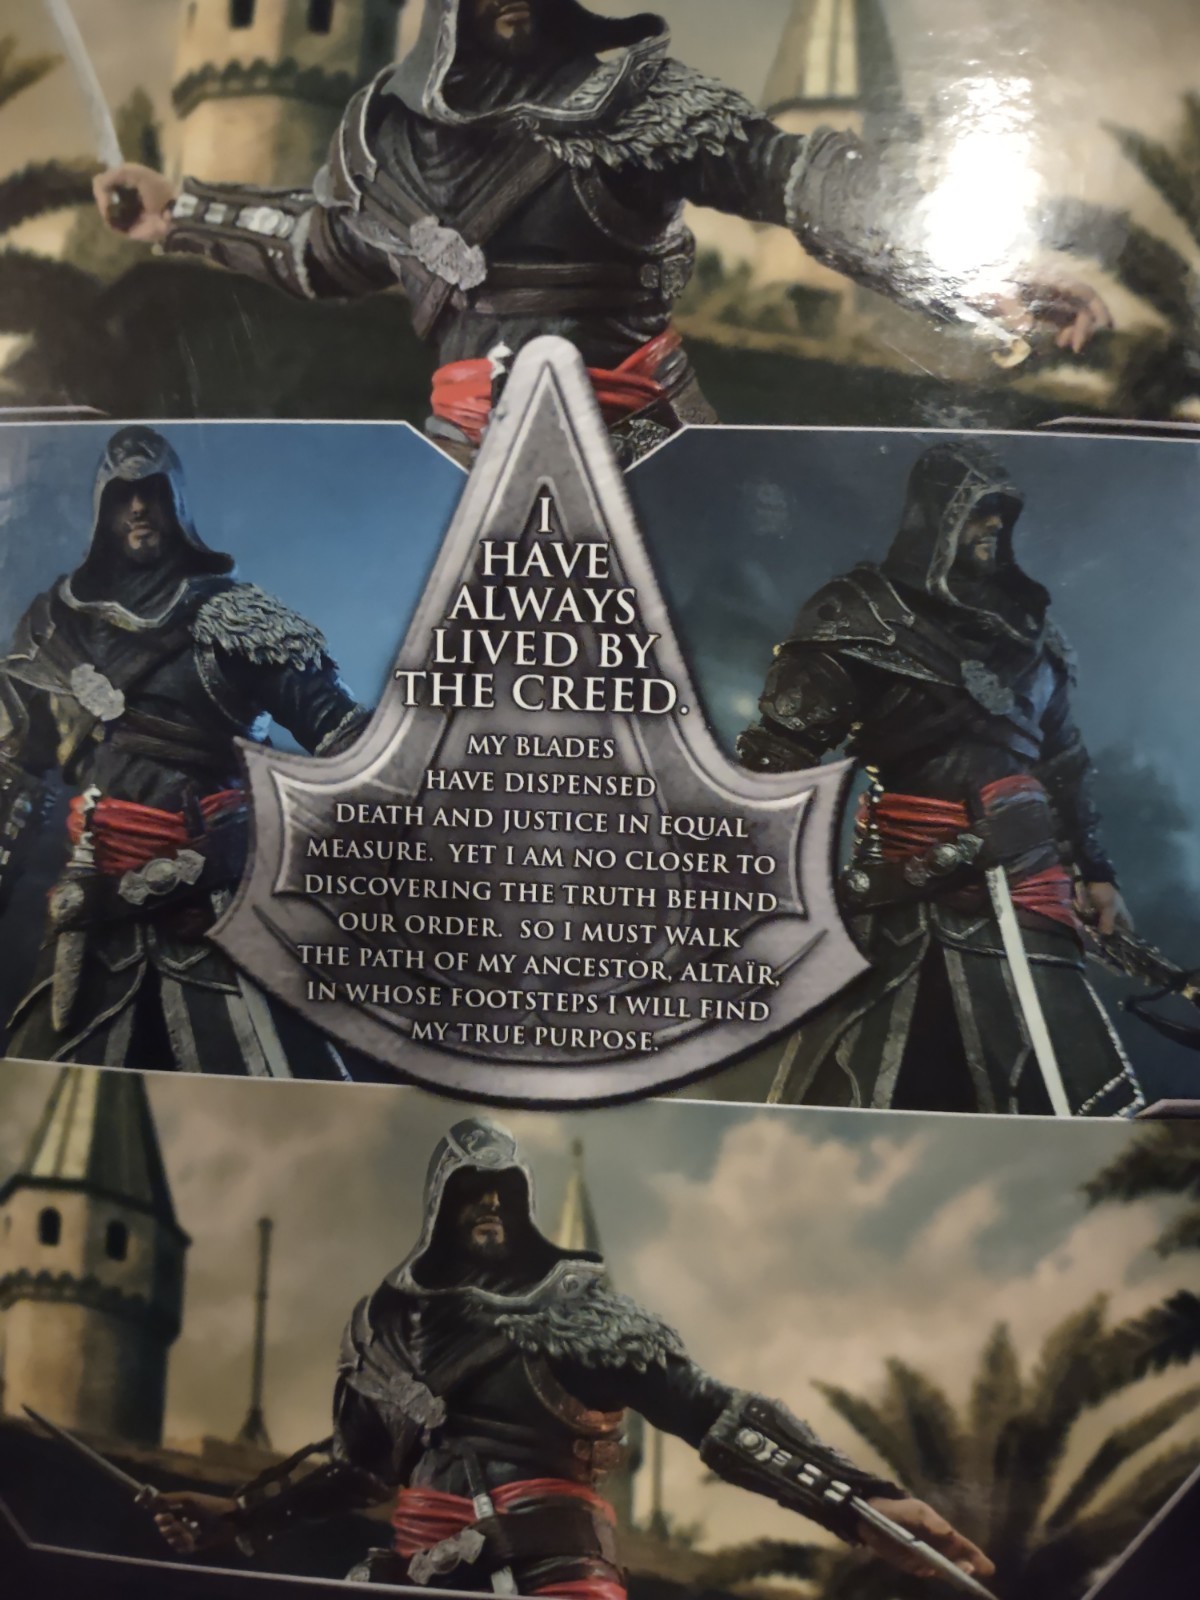 I
HAVE
ALWAYS
LIVED BY
THE CREED.
MY BLADES
HAVE DISPENSED
DEATH AND JUSTICE IN EQUAL
MEASURE. YET I AM NO CLOSER TO
DISCOVERING THE TRUTH BEHIND
OUR ORDER. SO I MUST WALK
THE PATH OF MY ANCESTOR, ALTAÏR,
IN WHOSE FOOTSTEPS I WILL FIND
MY TRUE PURPOSE.